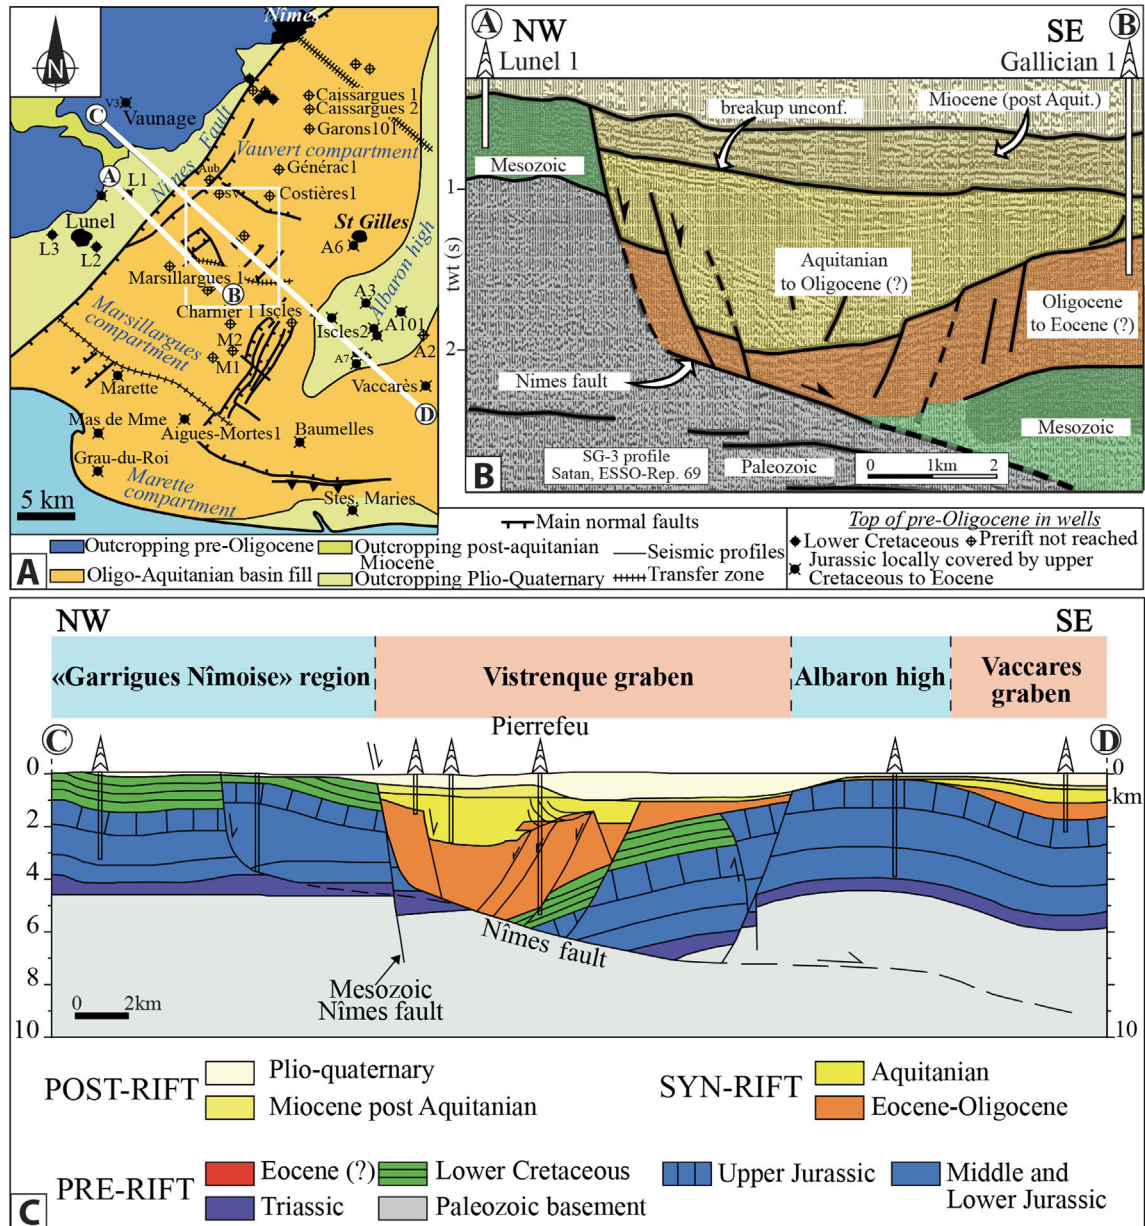 N
Nîmes
V3
C
Vaunage
Caissargues 1
Caissargues 2
Garons101
Nîmes Fault
Vauvert compartment
A
L1
Aub.
Générac1
SV
Costières1
Lunel
St Gilles
L3
L2
A6
Albaron high
Marsillargues 1
B
A3
Charnier 1
Iscles
Iscles2
A101
Marsillargues
compartment
M2
M1
A7
A2
Marette
Vaccarès
D
Mas de Mme
Aigues-Mortes1
Baumelles
Grau-du-Roi
Marette
compartment
Stes, Maries
5 km
A
Main normal faults
Outcropping pre-Oligocene
Outcropping post-aquitanian
Miocene
Seismic profiles
Oligo-Aquitanian basin fill
Outcropping Plio-Quaternary
Transfer zone
Top of pre-Oligocene in wells
Lower Cretaceous
Prerift not reached
Jurassic locally covered by upper
Cretaceous to Eocene
A
NW
SE
B
Lunel 1
Gallician 1
breakup unconf.
Miocene (post Aquit.)
Mesozoic
1
twt (s)
Aquitanian
to Oligocene (?)
Oligocene
to Eocene (?)
2
Nimes fault
Mesozoic
SG-3 profile
Satan, ESSO-Rep. 69
Paleozoic
0 1km 2
B
NW
SE
«Garrigues Nîmoise» region
Vistrenque graben
Albaron high
Vaccares
graben
Pierrefeu
C
D
0
0
km
2
2
4
4
6
6
Nîmes fault
8
8
Mesozoic
Nîmes fault
0 2km
10
10
POST-RIFT
Plio-quaternary
Miocene post Aquitanian
SYN-RIFT
Aquitanian
Eocene-Oligocene
PRE-RIFT
Eocene (?)
Lower Cretaceous
Upper Jurassic
Middle and
Lower Jurassic
Triassic
Paleozoic basement
C